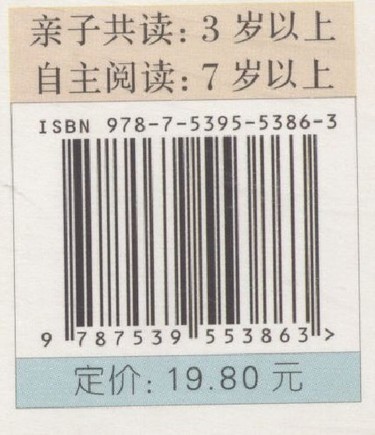 亲子共读：3 岁以上
自主阅读：7 岁以上
ISBN 978-7-5395-5386-3
9 787539 553863 >
定价：19.80 元